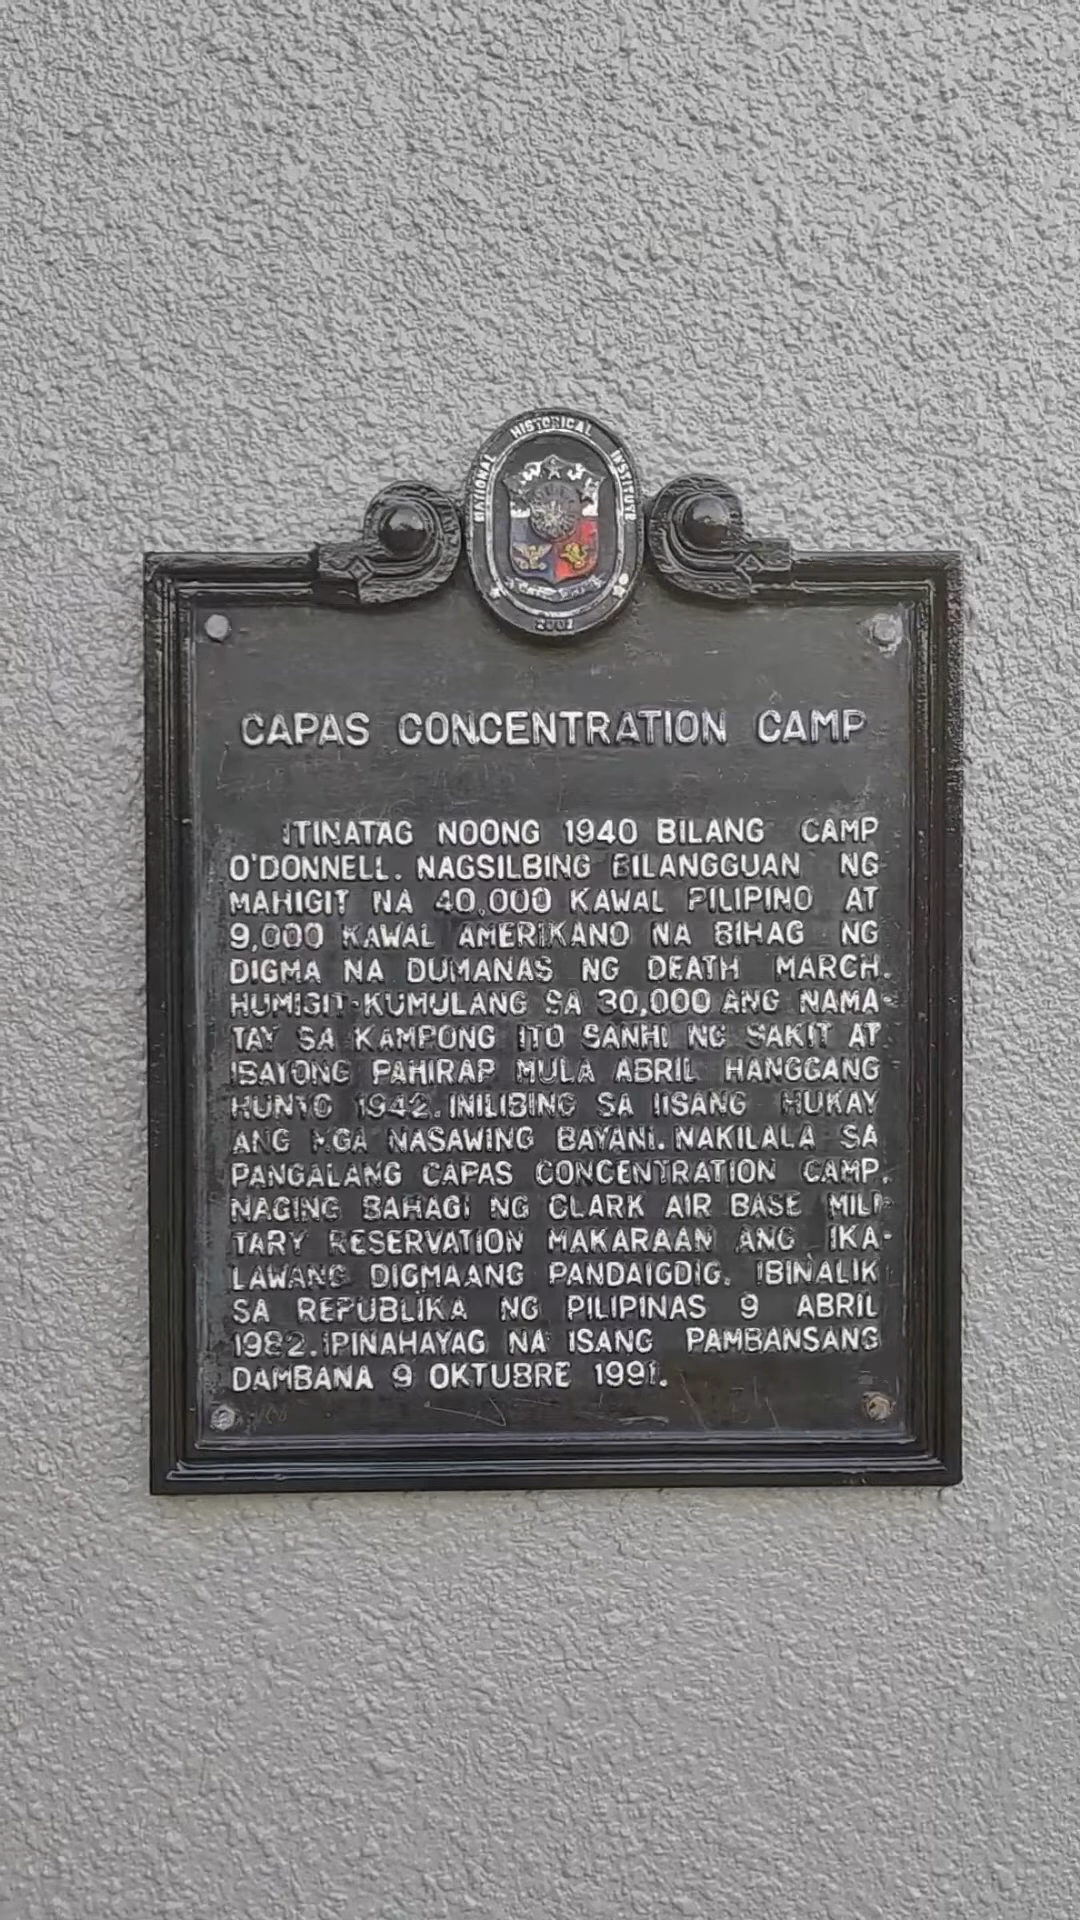 NATIONAL HISTORICAL INSTITUTE
2002
CAPAS CONCENTRATION CAMP
ITINATAG NOONG 1940 BILANG CAMP
O'DONNELL. NAGSILBING BILANGGUAN NG
MAHIGIT NA 40,000 KAWAL PILIPINO AT
9,000 KAWAL AMERIKANO NA BIHAG NG
DIGMA NA DUMANAS NG DEATH MARCH.
HUMIGIT-KUMULANG SA 30,000 ANG NAMA-
TAY SA KAMPONG ITO SANHI NG SAKIT AT
IBAYONG PAHIRAP MULA ABRIL HANGGANG
HUNYO 1942. INILIBING SA IISANG HUKAY
ANG MGA NASAWING BAYANI. NAKILALA SA
PANGALANG CAPAS CONCENTRATION CAMP.
NAGING BAHAGI NG CLARK AIR BASE MILI-
TARY RESERVATION MAKARAAN ANG IKA-
LAWANG DIGMAANG PANDAIGDIG. IBINALIK
SA REPUBLIKA NG PILIPINAS 9 ABRIL
1982. IPINAHAYAG NA ISANG PAMBANSANG
DAMBANA 9 OKTUBRE 1991.